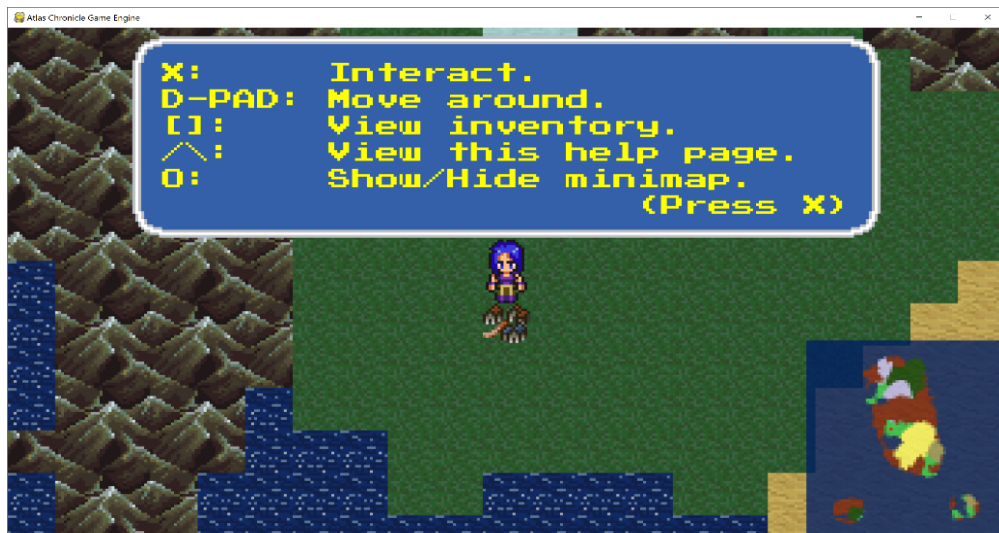 Atlas Chronicle Game Engine
X: Interact.
D-PAD: Move around.
[]: View inventory.
/\: View this help page.
O: Show/Hide minimap.
(Press X)